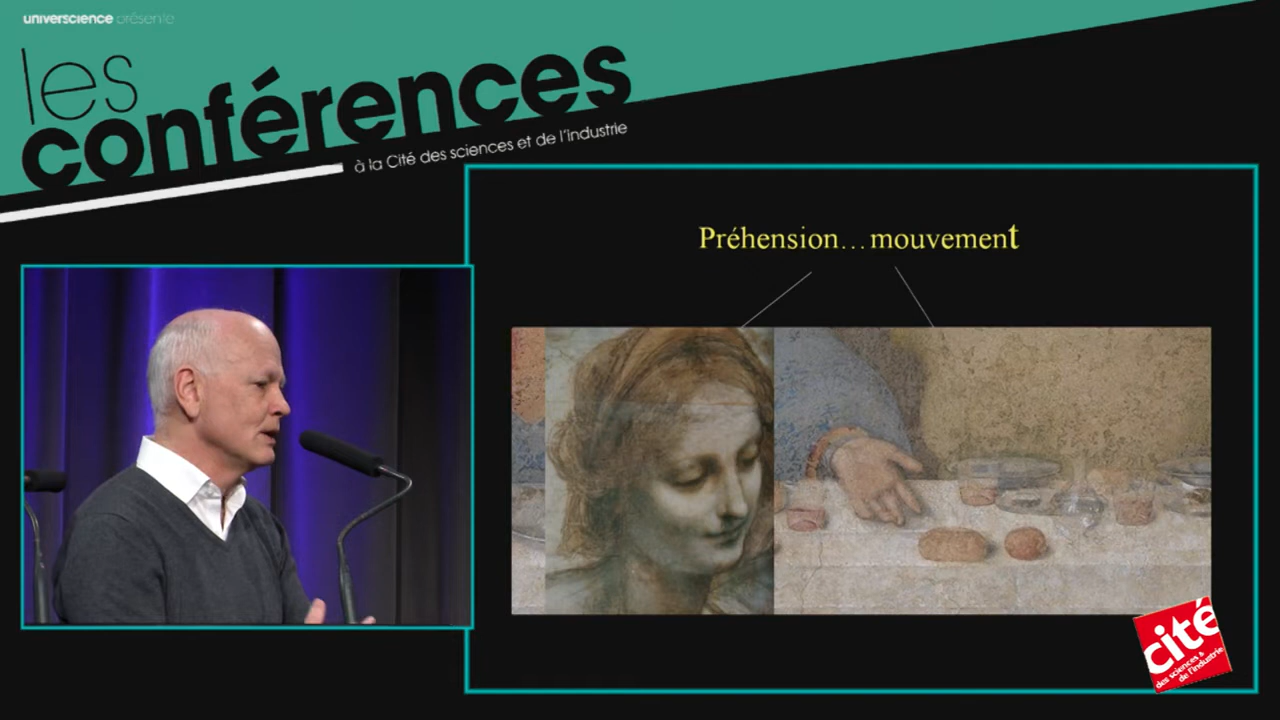 universcience présente
les
conférences
à la Cité des sciences et de l'industrie
Préhension...mouvement
cité
des sciences &
de l'industrie